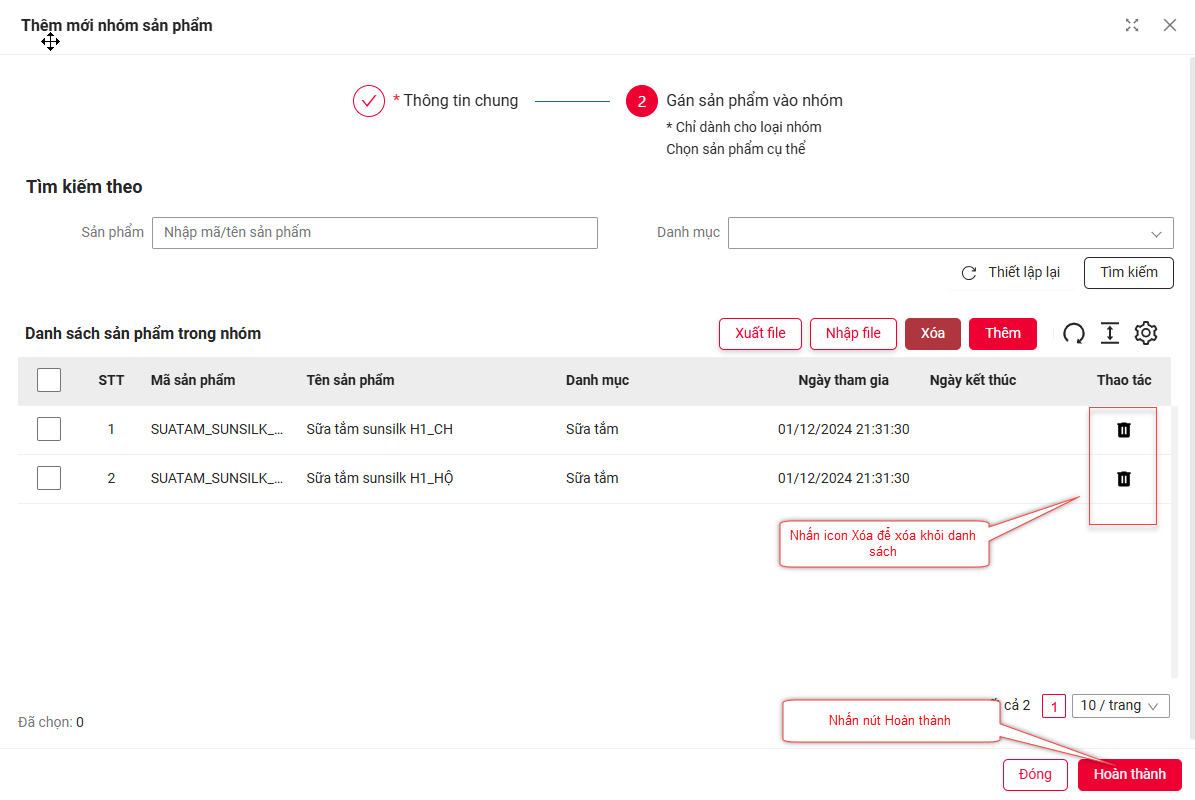 Thêm mới nhóm sản phẩm
* Thông tin chung
2 Gán sản phẩm vào nhóm
* Chỉ dành cho loại nhóm
Chọn sản phẩm cụ thể
Tìm kiếm theo
Sản phẩm Nhập mã/tên sản phẩm Danh mục
Thiết lập lại Tìm kiếm
Danh sách sản phẩm trong nhóm Xuất file Nhập file Xóa Thêm
STT Mã sản phẩm Tên sản phẩm Danh mục Ngày tham gia Ngày kết thúc Thao tác
1 SUATAM_SUNSILK_... Sữa tắm sunsilk H1_CH Sữa tắm 01/12/2024 21:31:30
2 SUATAM_SUNSILK_... Sữa tắm sunsilk H1_HỘ Sữa tắm 01/12/2024 21:31:30
Nhấn icon Xóa để xóa khỏi danh
sách
cả 2 1 10 / trang
Đã chọn: 0
Nhấn nút Hoàn thành
Đóng Hoàn thành